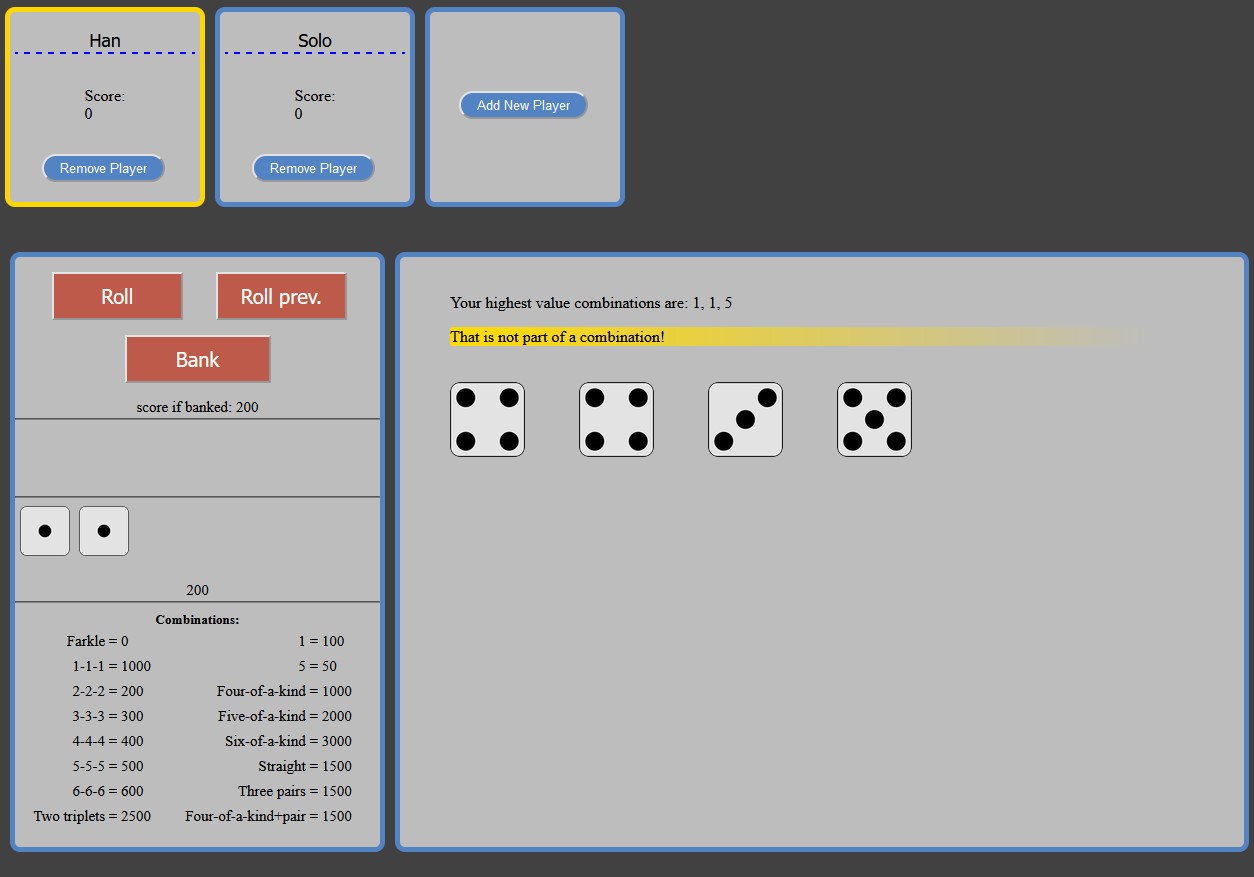 Han
Score:
0
Remove Player
Solo
Score:
0
Remove Player
Add New Player
Roll
Roll prev.
Bank
score if banked: 200
200
Combinations:
Farkle = 0
1 = 100
1-1-1 = 1000
5 = 50
2-2-2 = 200
Four-of-a-kind = 1000
3-3-3 = 300
Five-of-a-kind = 2000
4-4-4 = 400
Six-of-a-kind = 3000
5-5-5 = 500
Straight = 1500
6-6-6 = 600
Three pairs = 1500
Two triplets = 2500
Four-of-a-kind+pair = 1500
Your highest value combinations are: 1, 1, 5
That is not part of a combination!